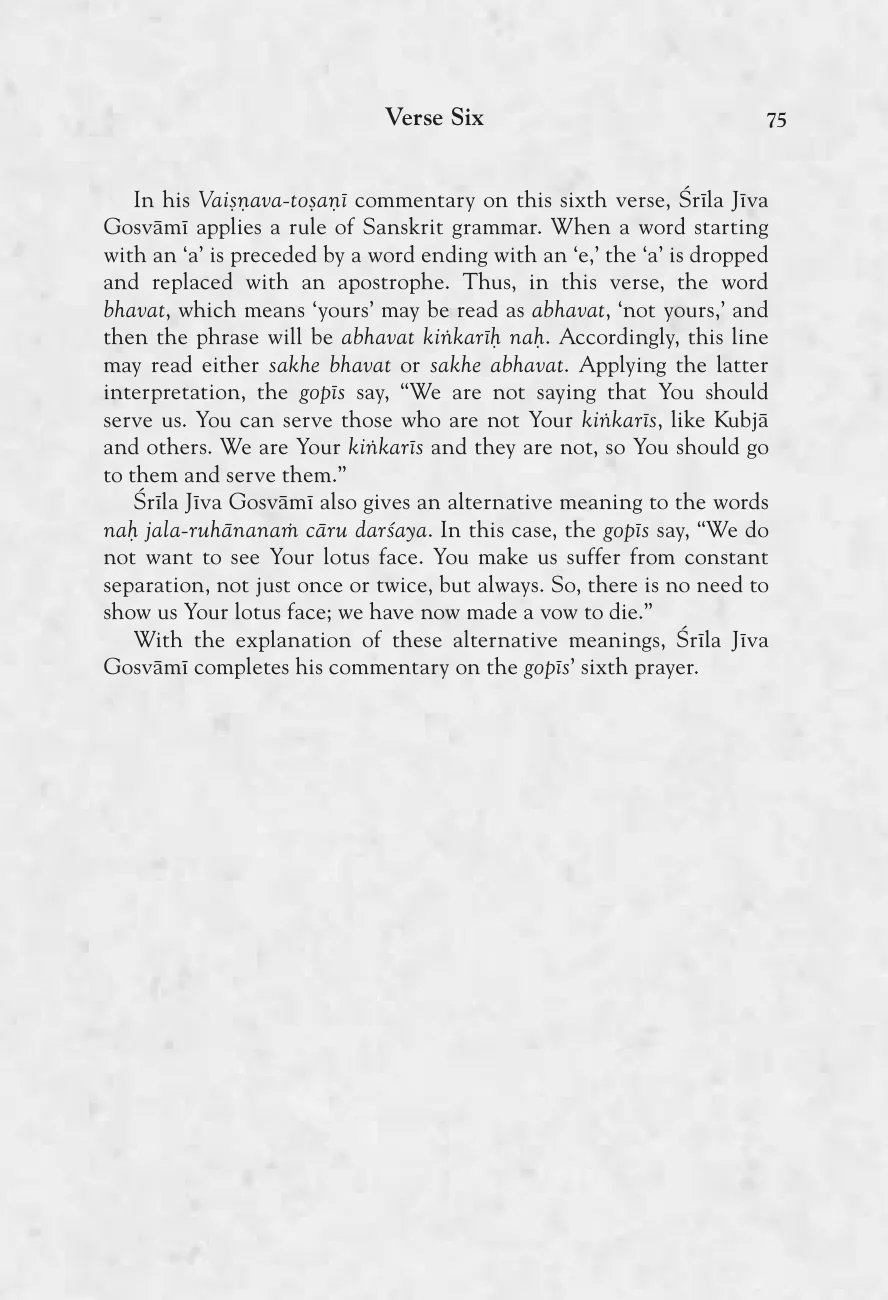 Verse Six 75
In his Vaiṣṇava-toṣaṇī commentary on this sixth verse, Śrīla Jīva
Gosvāmī applies a rule of Sanskrit grammar. When a word starting
with an ‘a’ is preceded by a word ending with an ‘e,’ the ‘a’ is dropped
and replaced with an apostrophe. Thus, in this verse, the word
bhavat, which means ‘yours’ may be read as abhavat, ‘not yours,’ and
then the phrase will be abhavat kiṅkarīḥ naḥ. Accordingly, this line
may read either sakhe bhavat or sakhe abhavat. Applying the latter
interpretation, the gopīs say, “We are not saying that You should
serve us. You can serve those who are not Your kiṅkarīs, like Kubjā
and others. We are Your kiṅkarīs and they are not, so You should go
to them and serve them.”
Śrīla Jīva Gosvāmī also gives an alternative meaning to the words
naḥ jala-ruhānanaṁ cāru darśaya. In this case, the gopīs say, “We do
not want to see Your lotus face. You make us suffer from constant
separation, not just once or twice, but always. So, there is no need to
show us Your lotus face; we have now made a vow to die.”
With the explanation of these alternative meanings, Śrīla Jīva
Gosvāmī completes his commentary on the gopīs’ sixth prayer.